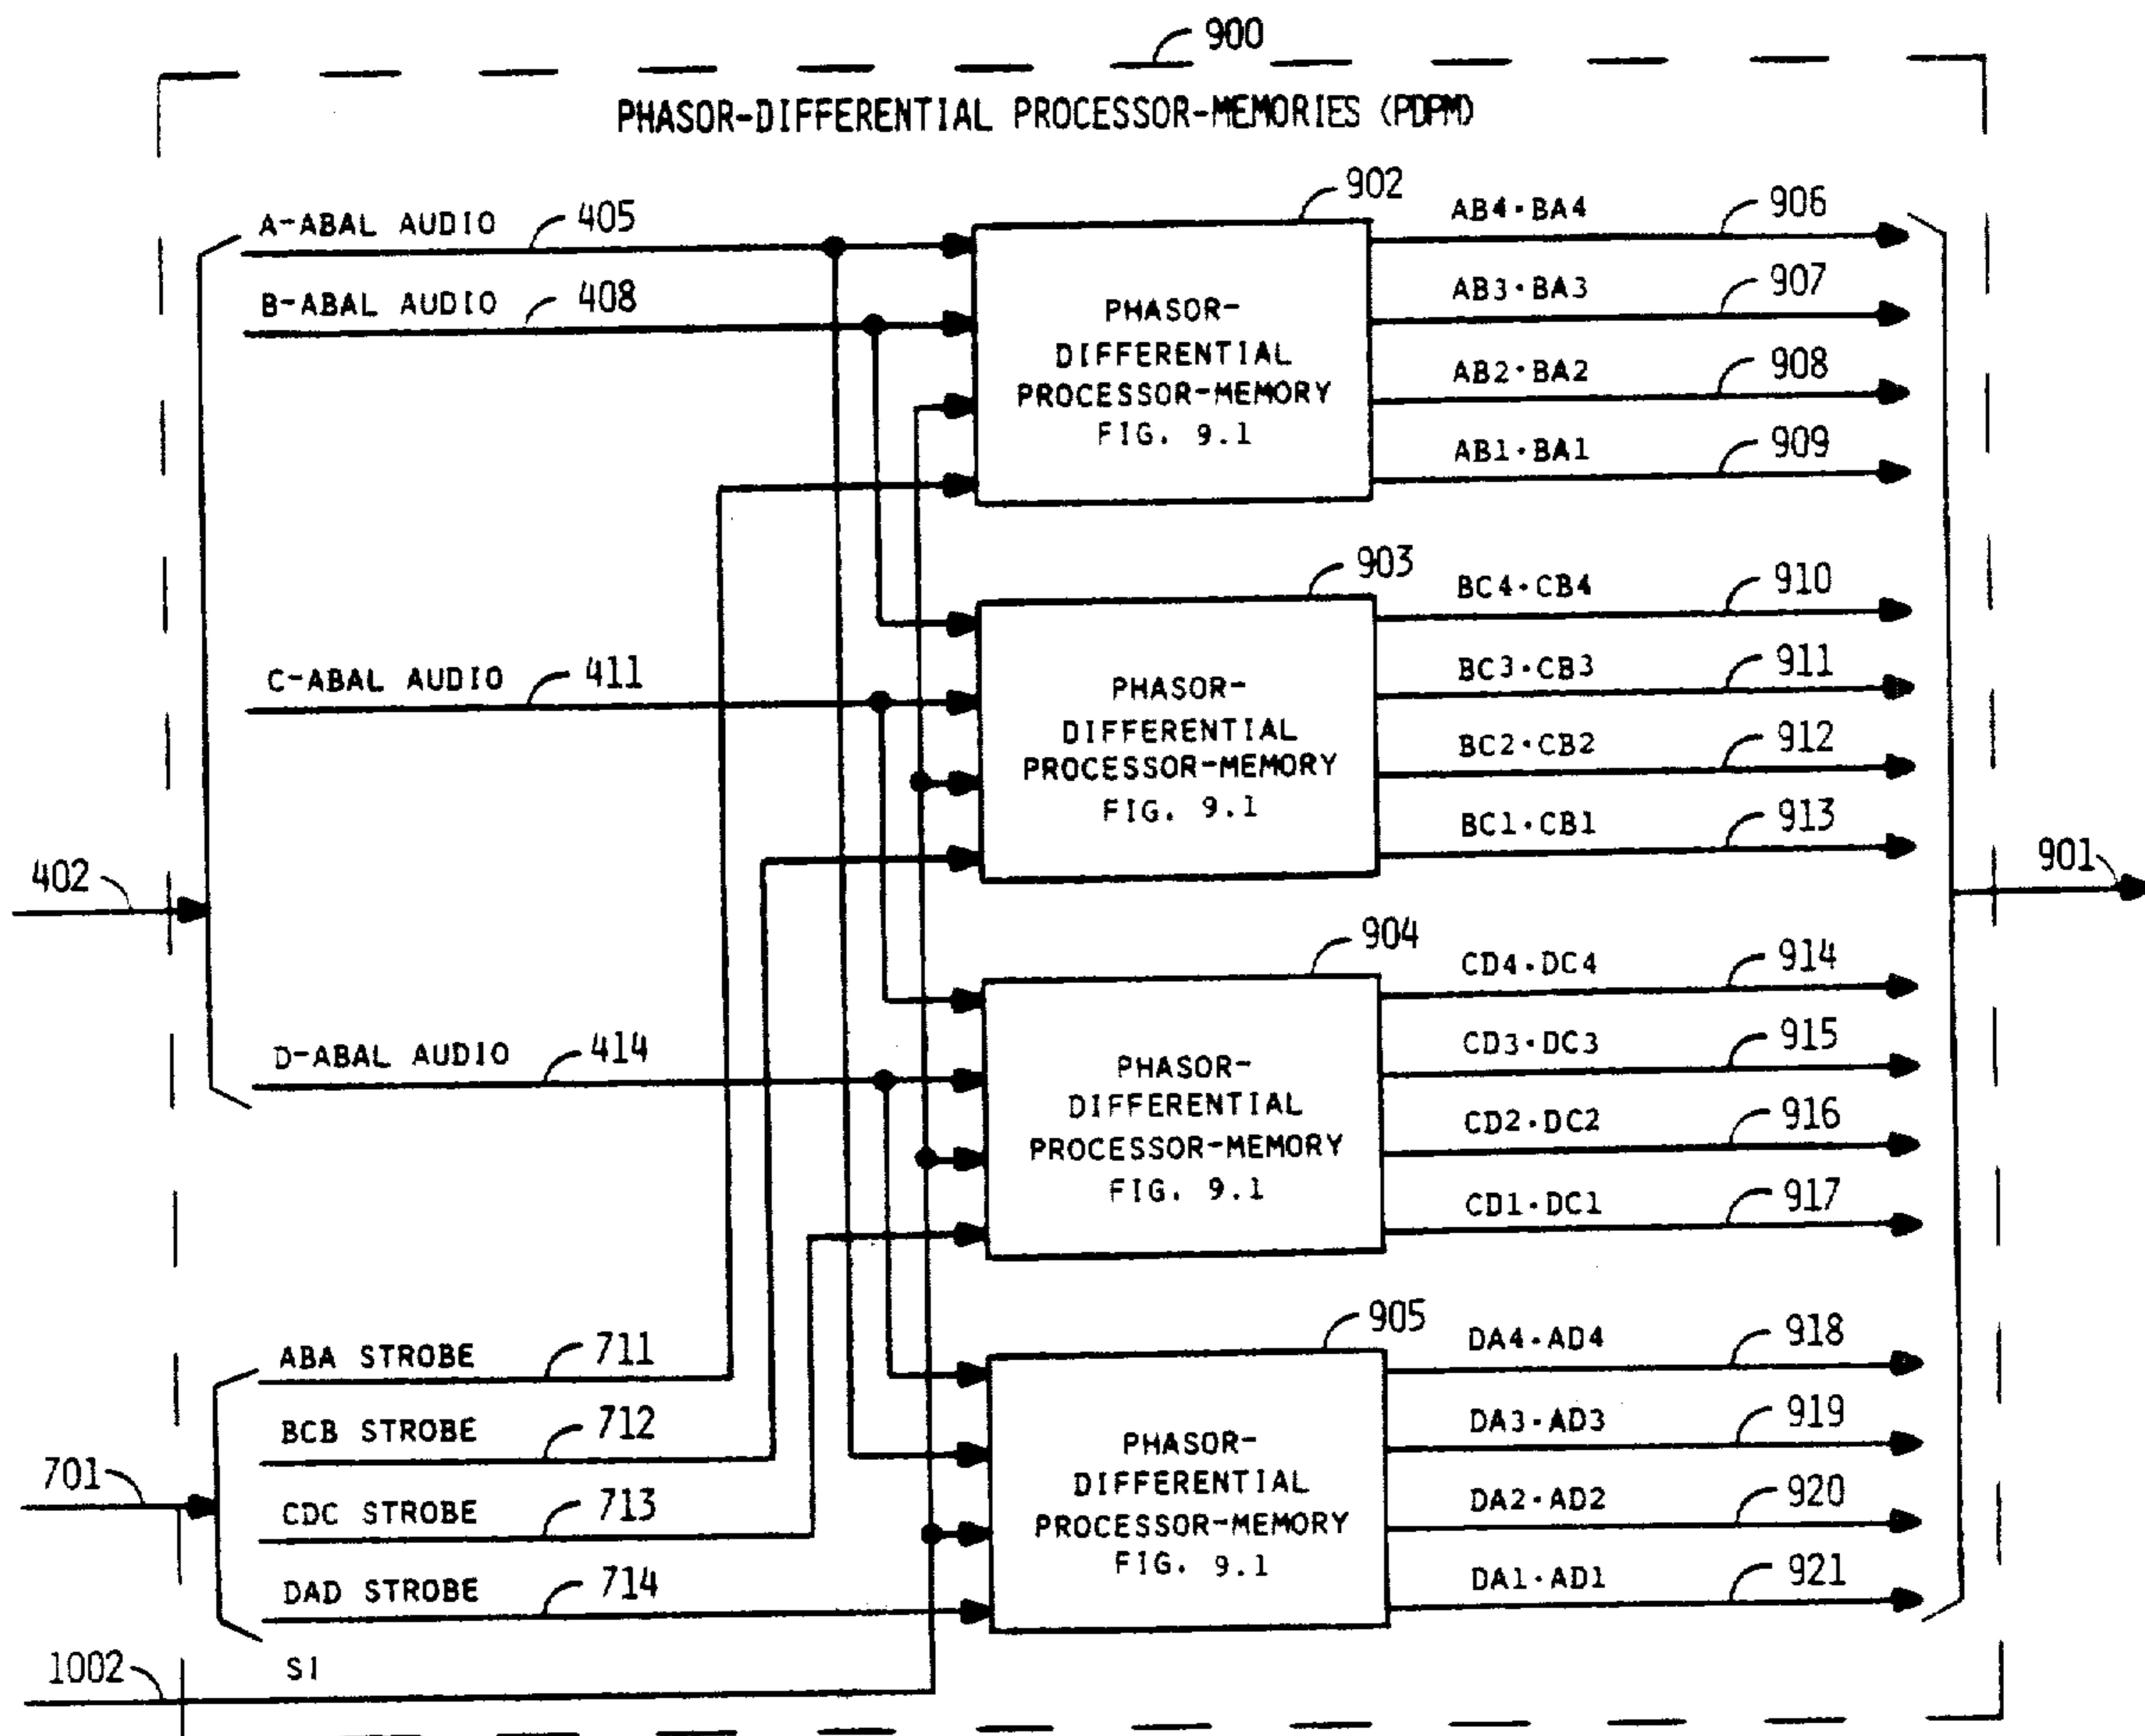 900
PHASOR-DIFFERENTIAL PROCESSOR-MEMORIES (PDPM)
A-ABAL AUDIO 405
B-ABAL AUDIO 408
C-ABAL AUDIO 411
D-ABAL AUDIO 414
402
ABA STROBE 711
BCB STROBE 712
CDC STROBE 713
DAD STROBE 714
701
1002
SI
902
PHASOR-
DIFFERENTIAL
PROCESSOR-MEMORY
FIG. 9.1
AB4·BA4 906
AB3·BA3 907
AB2·BA2 908
AB1·BA1 909
903
PHASOR-
DIFFERENTIAL
PROCESSOR-MEMORY
FIG. 9.1
BC4·CB4 910
BC3·CB3 911
BC2·CB2 912
BC1·CB1 913
904
PHASOR-
DIFFERENTIAL
PROCESSOR-MEMORY
FIG. 9.1
CD4·DC4 914
CD3·DC3 915
CD2·DC2 916
CD1·DC1 917
905
PHASOR-
DIFFERENTIAL
PROCESSOR-MEMORY
FIG. 9.1
DA4·AD4 918
DA3·AD3 919
DA2·AD2 920
DA1·AD1 921
901